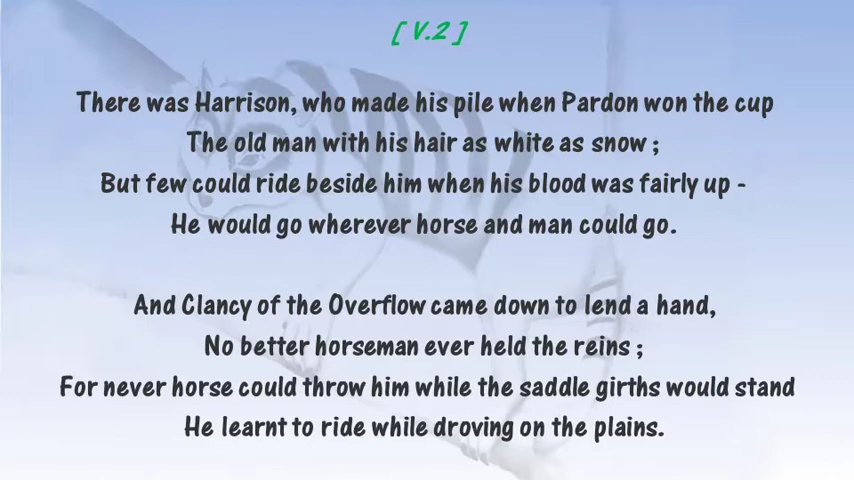 [ V.2 ]
There was Harrison, who made his pile when Pardon won the cup
The old man with his hair as white as snow ;
But few could ride beside him when his blood was fairly up -
He would go wherever horse and man could go.
And Clancy of the Overflow came down to lend a hand,
No better horseman ever held the reins ;
For never horse could throw him while the saddle girths would stand
He learnt to ride while droving on the plains.